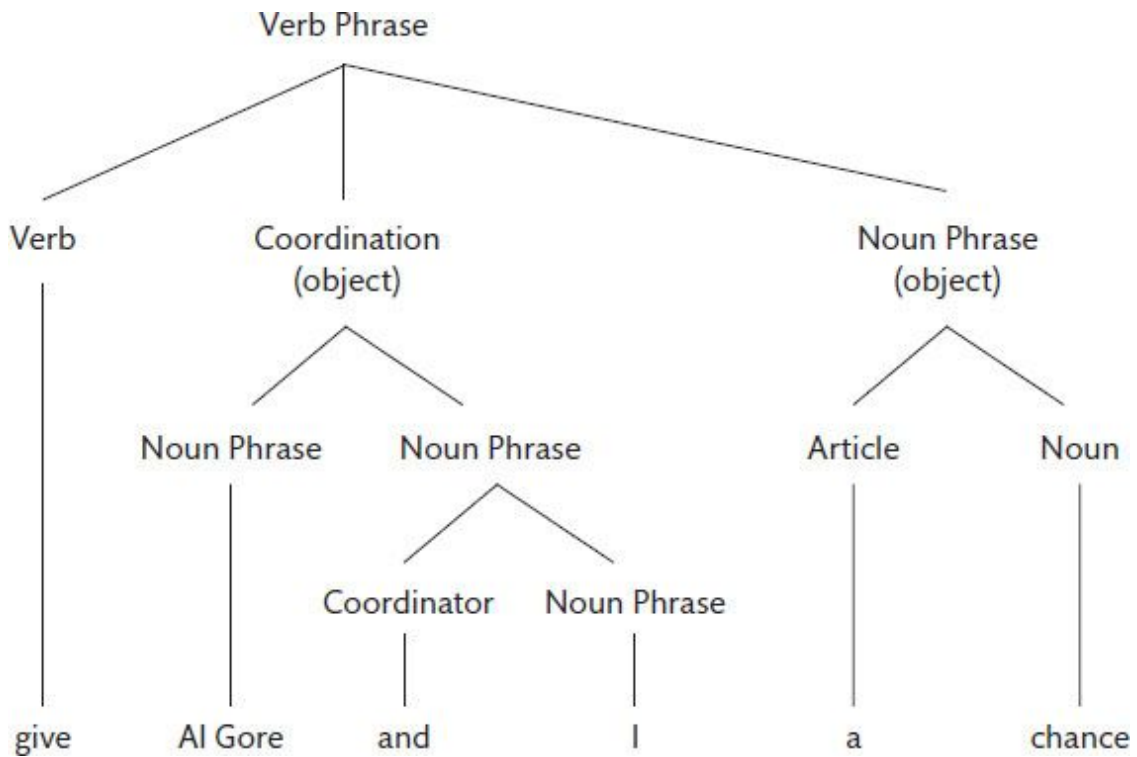 Verb Phrase
Verb Coordination (object) Noun Phrase (object)
Noun Phrase Noun Phrase Article Noun
Coordinator Noun Phrase
give Al Gore and I a chance